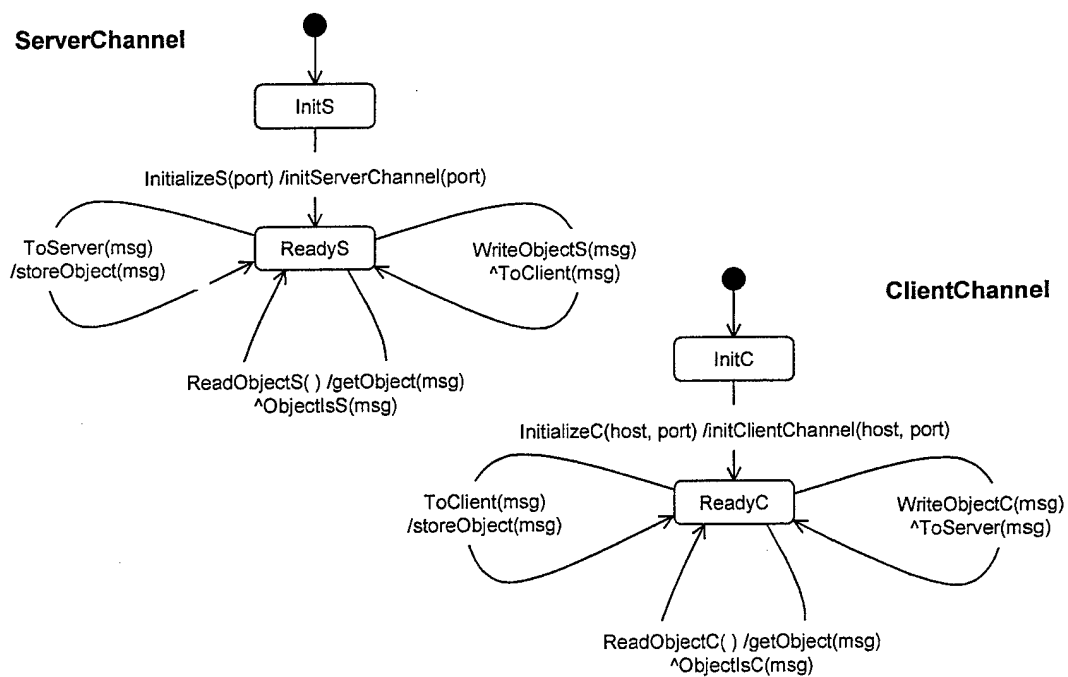 ServerChannel
InitS
InitializeS(port) /initServerChannel(port)
ToServer(msg)
/storeObject(msg)
ReadyS
WriteObjectS(msg)
^ToClient(msg)
ReadObjectS( ) /getObject(msg)
^ObjectIsS(msg)
ClientChannel
InitC
InitializeC(host, port) /initClientChannel(host, port)
ToClient(msg)
/storeObject(msg)
ReadyC
WriteObjectC(msg)
^ToServer(msg)
ReadObjectC( ) /getObject(msg)
^ObjectIsC(msg)